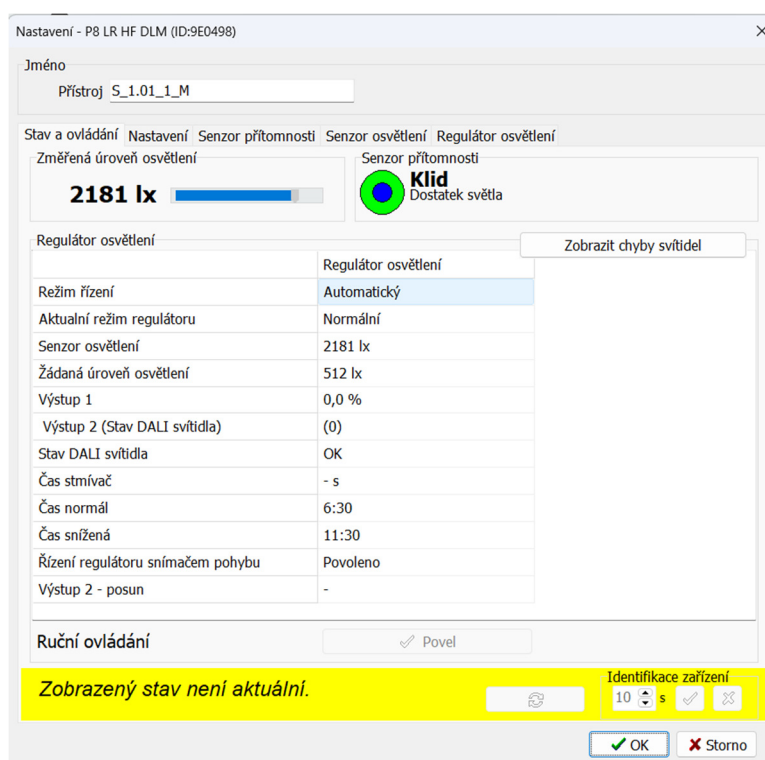 Nastavení - P8 LR HF DLM (ID:9E0498)
Jméno
Přístroj S_1.01_1_M
Stav a ovládání Nastavení Senzor přítomnosti Senzor osvětlení Regulátor osvětlení
Změřená úroveň osvětlení
2181 lx
Senzor přítomnosti
Klid
Dostatek světla
Regulátor osvětlení
Zobrazit chyby svítidel
Regulátor osvětlení
Režim řízení Automatický
Aktualní režim regulátoru Normální
Senzor osvětlení 2181 lx
Žádaná úroveň osvětlení 512 lx
Výstup 1 0,0 %
Výstup 2 (Stav DALI svítidla) (0)
Stav DALI svítidla OK
Čas stmívač - s
Čas normál 6:30
Čas snížená 11:30
Řízení regulátoru snímačem pohybu Povoleno
Výstup 2 - posun -
Ruční ovládání Povel
Zobrazený stav není aktuální.
Identifikace zařízení
10 s
OK Storno